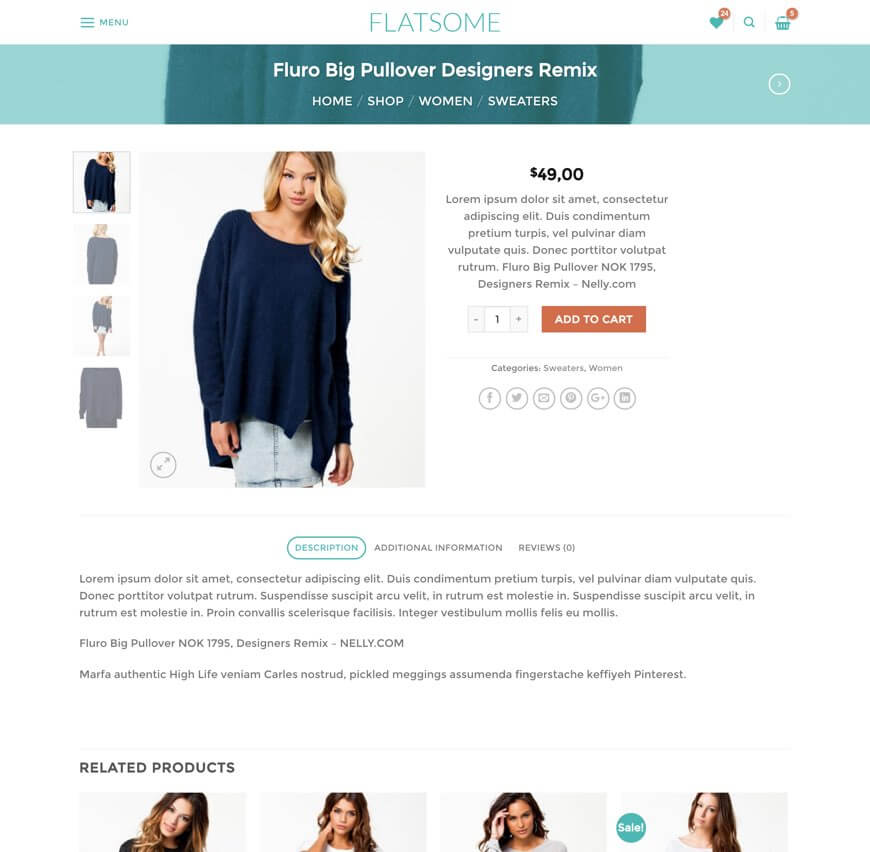 MENU
FLATSOME
24
5
Fluro Big Pullover Designers Remix
HOME / SHOP / WOMEN / SWEATERS
$49,00
Lorem ipsum dolor sit amet, consectetur
adipiscing elit. Duis condimentum
pretium turpis, vel pulvinar diam
vulputate quis. Donec porttitor volutpat
rutrum. Fluro Big Pullover NOK 1795,
Designers Remix – Nelly.com
- 1 + ADD TO CART
Categories: Sweaters, Women
DESCRIPTION ADDITIONAL INFORMATION REVIEWS (0)
Lorem ipsum dolor sit amet, consectetur adipiscing elit. Duis condimentum pretium turpis, vel pulvinar diam vulputate quis.
Donec porttitor volutpat rutrum. Suspendisse suscipit arcu velit, in rutrum est molestie in. Suspendisse suscipit arcu velit, in
rutrum est molestie in. Proin convallis scelerisque facilisis. Integer vestibulum mollis felis eu mollis.
Fluro Big Pullover NOK 1795, Designers Remix – NELLY.COM
Marfa authentic High Life veniam Carles nostrud, pickled meggings assumenda fingerstache keffiyeh Pinterest.
RELATED PRODUCTS
Sale!